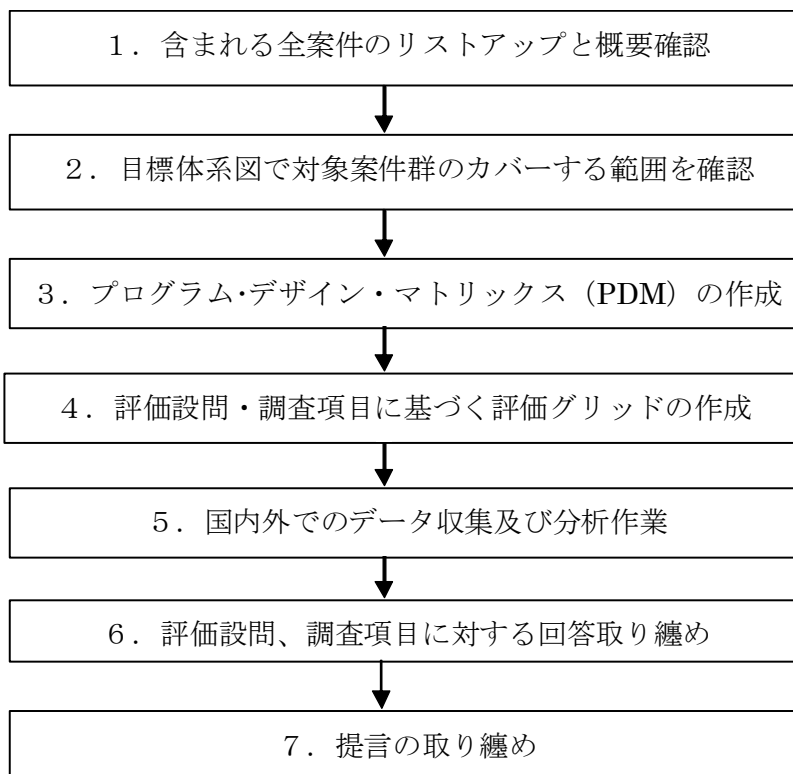 １．含まれる全案件のリストアップと概要確認
２．目標体系図で対象案件群のカバーする範囲を確認
３．プログラム･デザイン・マトリックス（PDM）の作成
４．評価設問・調査項目に基づく評価グリッドの作成
５．国内外でのデータ収集及び分析作業
６．評価設問、調査項目に対する回答取り纏め
７．提言の取り纏め